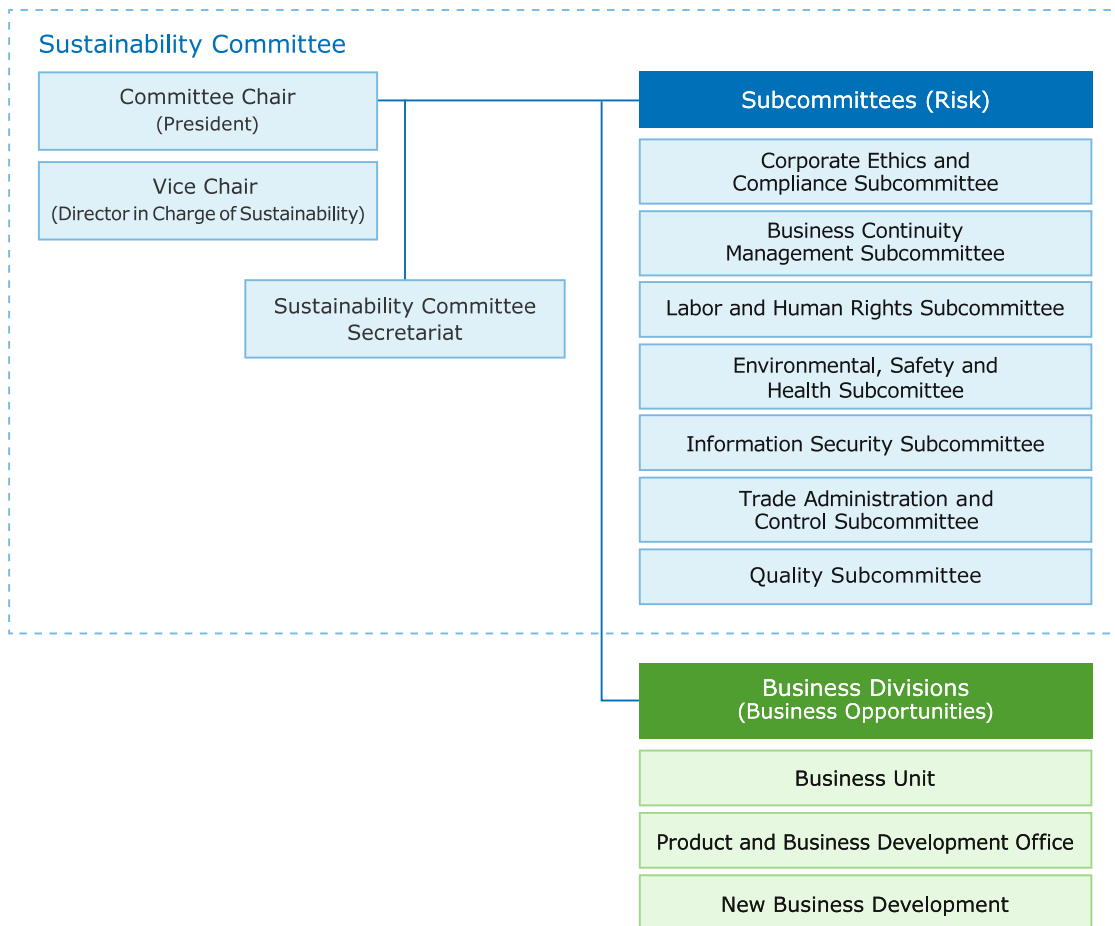 Sustainability Committee
Committee Chair
(President)
Vice Chair
(Director in Charge of Sustainability)
Sustainability Committee
Secretariat
Subcommittees (Risk)
Corporate Ethics and
Compliance Subcommittee
Business Continuity
Management Subcommittee
Labor and Human Rights Subcommittee
Environmental, Safety and
Health Subcomittee
Information Security Subcommittee
Trade Administration and
Control Subcommittee
Quality Subcommittee
Business Divisions
(Business Opportunities)
Business Unit
Product and Business Development Office
New Business Development